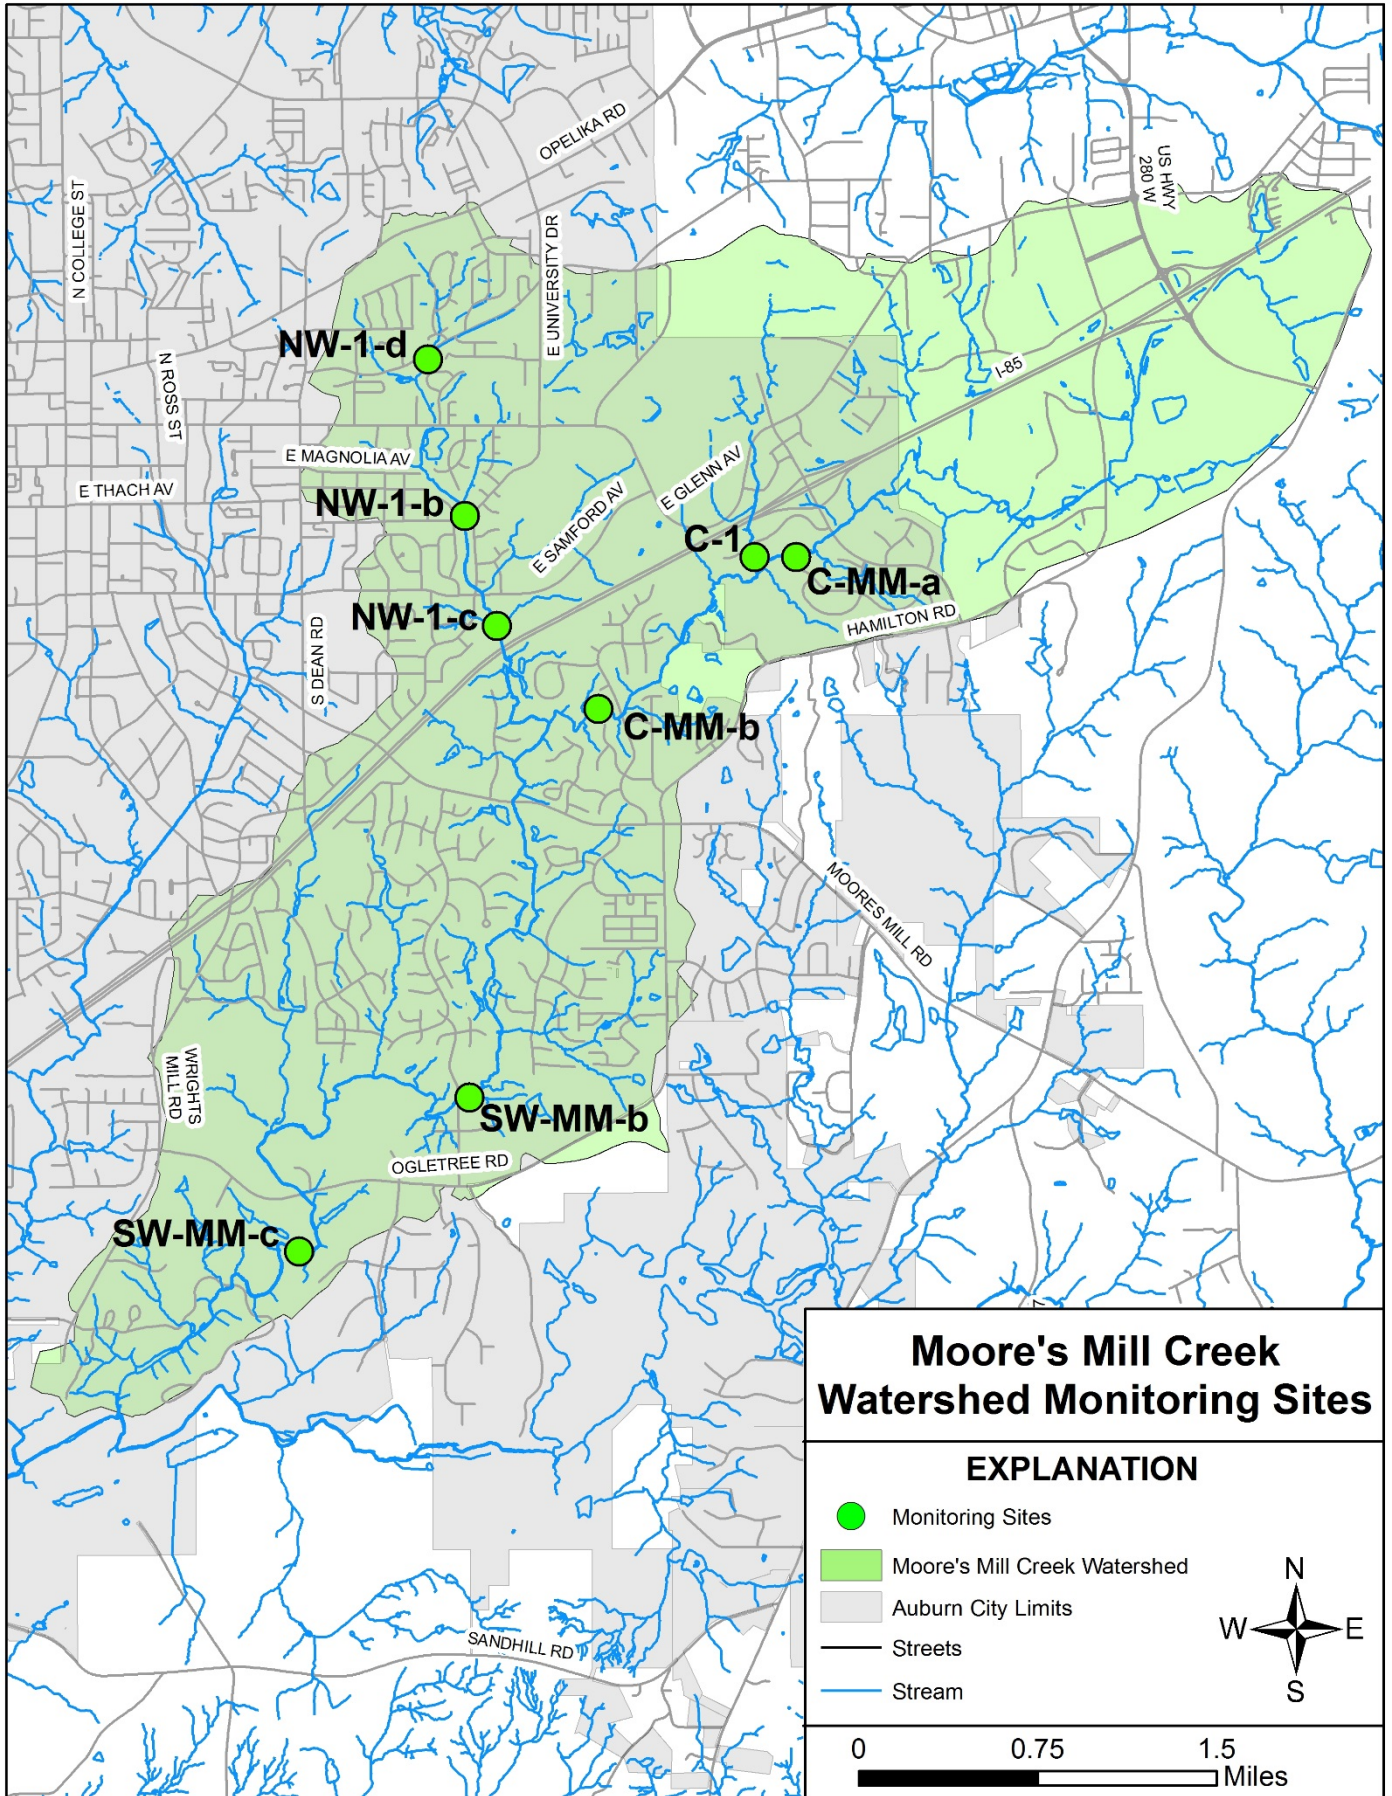 OPELIKA RD
US HWY
280 W
N COLLEGE ST
E UNIVERSITY DR
NW-1-d
N ROSS ST
I-85
E MAGNOLIA AV
E THACH AV
E GLENN AV
NW-1-b
E SAMFORD AV
C-1
C-MM-a
NW-1-c
HAMILTON RD
S DEAN RD
C-MM-b
MOORES MILL RD
WRIGHTS
MILL RD
SW-MM-b
OGLETREE RD
SW-MM-c
Moore's Mill Creek
Watershed Monitoring Sites
EXPLANATION
Monitoring Sites
Moore's Mill Creek Watershed
Auburn City Limits
Streets
Stream
N
W
E
S
SANDHILL RD
0 0.75 1.5
Miles